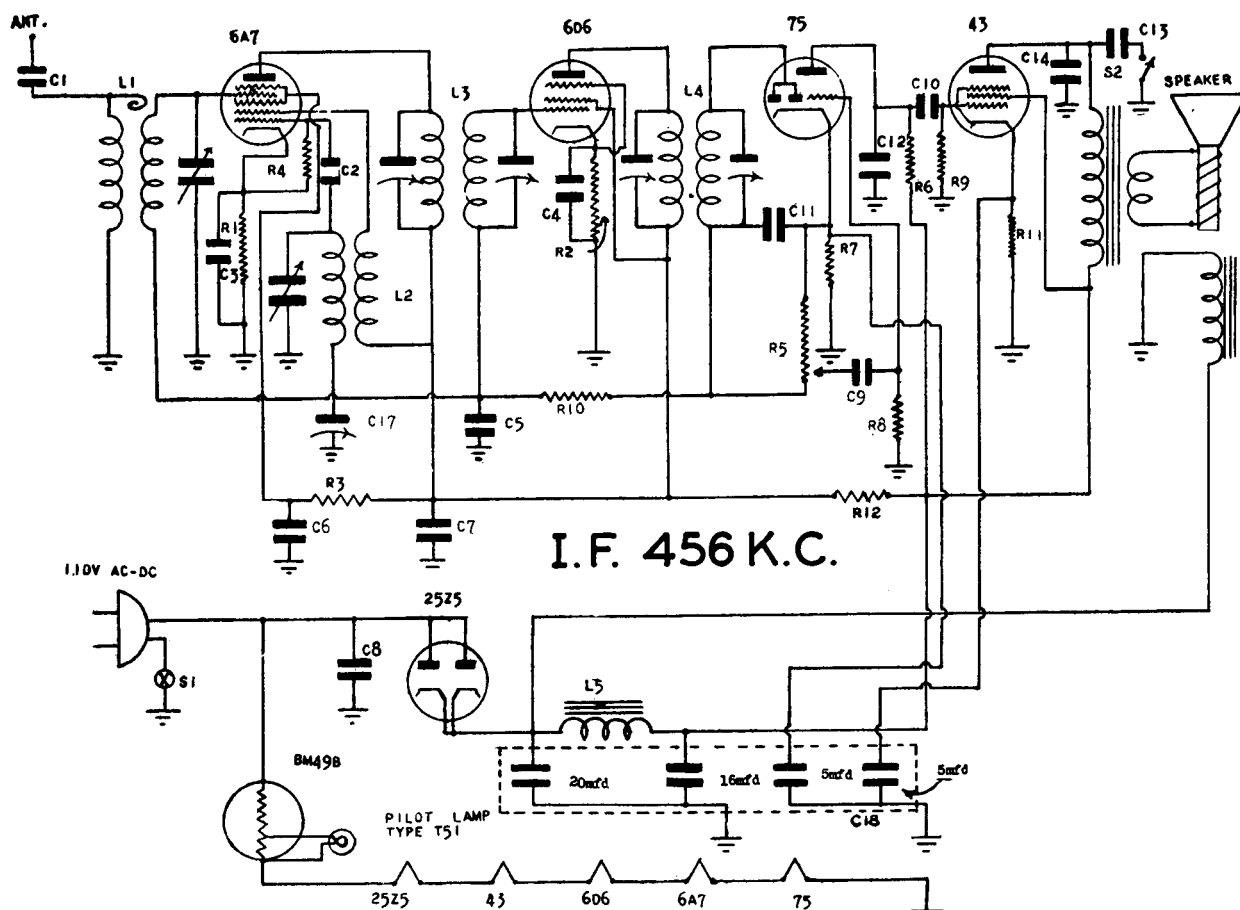 ANT.
6A7
6D6
75
43
C13
C1
L1
L3
L4
C10
C14
S2
SPEAKER
R4
C2
C12
R1
C4
C11
R6
R9
C3
R2
R7
R11
L2
R5
C9
R10
R8
C17
C5
R3
R12
C6
C7
I.F. 456 K.C.
110V AC-DC
25Z5
C8
S1
L5
BM49B
20mfd
16mfd
5mfd
5mfd
PILOT LAMP
TYPE T51
C18
25Z5
43
6D6
6A7
75